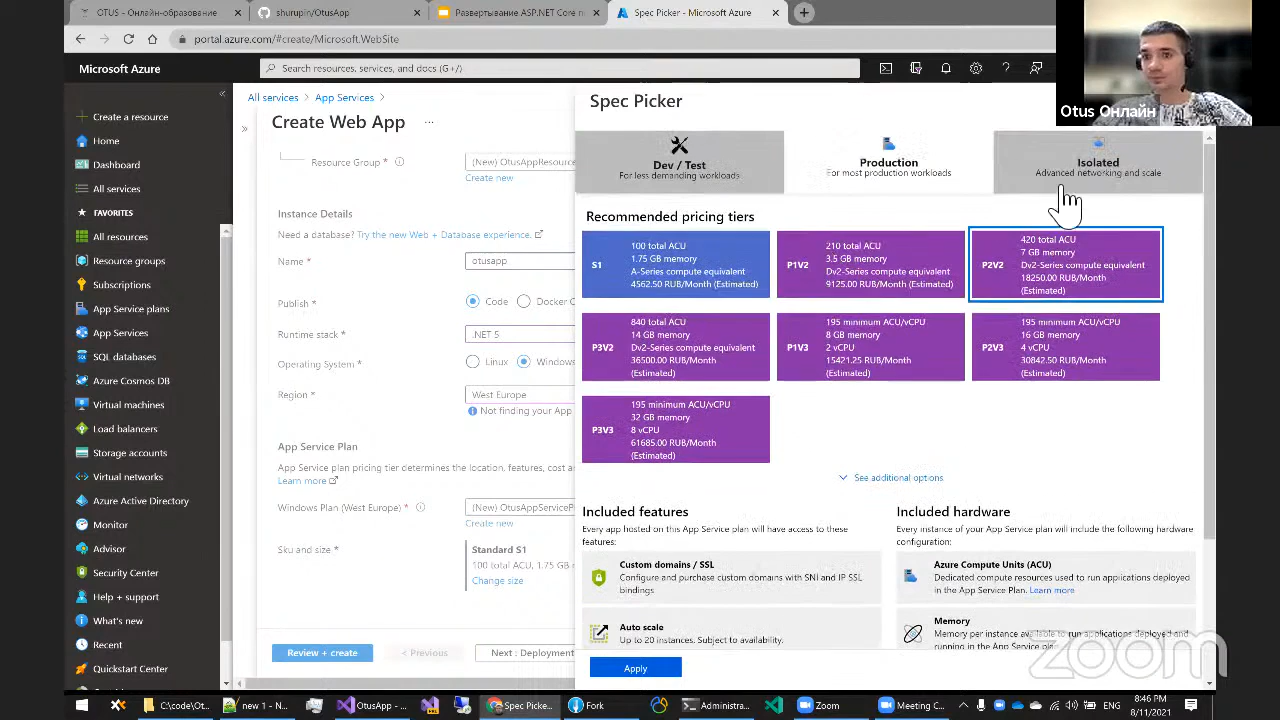 OTUS - Онлайн-образование
shurupin/OtusApp
Развертывание ASP.NET Core п
Spec Picker - Microsoft Azure
portal.azure.com/#create/Microsoft.WebSite
Microsoft Azure
Search resources, services, and docs (G+/)
Otus Онлайн
Create a resource
Home
Dashboard
All services
FAVORITES
All resources
Resource groups
Subscriptions
App Service plans
App Services
SQL databases
Azure Cosmos DB
Virtual machines
Load balancers
Storage accounts
Virtual networks
Azure Active Directory
Monitor
Advisor
Security Center
Help + support
What's new
Recent
Quickstart Center
All services > App Services >
Create Web App ...
Resource Group *
(New) OtusAppResource
Create new
Instance Details
Need a database? Try the new Web + Database experience.
Name *
otusapp
Publish *
Code
Docker C
Runtime stack *
.NET 5
Operating System *
Linux
Windows
Region *
West Europe
Not finding your App
App Service Plan
App Service plan pricing tier determines the location, features, cost a
Learn more
Windows Plan (West Europe) *
(New) OtusAppServiceP
Create new
Sku and size *
Standard S1
100 total ACU, 1.75 G
Change size
Review + create
< Previous
Next : Deployment
Spec Picker
Dev / Test
For less demanding workloads
Production
For most production workloads
Isolated
Advanced networking and scale
Recommended pricing tiers
S1
100 total ACU
1.75 GB memory
A-Series compute equivalent
4562.50 RUB/Month (Estimated)
P1V2
210 total ACU
3.5 GB memory
Dv2-Series compute equivalent
9125.00 RUB/Month (Estimated)
P2V2
420 total ACU
7 GB memory
Dv2-Series compute equivalent
18250.00 RUB/Month
(Estimated)
P3V2
840 total ACU
14 GB memory
Dv2-Series compute equivalent
36500.00 RUB/Month
(Estimated)
P1V3
195 minimum ACU/vCPU
8 GB memory
2 vCPU
15421.25 RUB/Month
(Estimated)
P2V3
195 minimum ACU/vCPU
16 GB memory
4 vCPU
30842.50 RUB/Month
(Estimated)
P3V3
195 minimum ACU/vCPU
32 GB memory
8 vCPU
61685.00 RUB/Month
(Estimated)
See additional options
Included features
Every app hosted on this App Service plan will have access to these
features:
Custom domains / SSL
Configure and purchase custom domains with SNI and IP SSL
bindings
Auto scale
Up to 20 instances. Subject to availability.
Included hardware
Every instance of your App Service plan will include the following hardware
configuration:
Azure Compute Units (ACU)
Dedicated compute resources used to run applications deployed
in the App Service Plan. Learn more
Memory
Memory per instance available to run applications deployed and
running in the App Service pl
Apply
zoom
C:\code\Ot...
new 1 - N...
OtusApp -...
Spec Picke...
Fork
Administra...
Zoom
Meeting C...
ENG
8:46 PM
8/11/2021